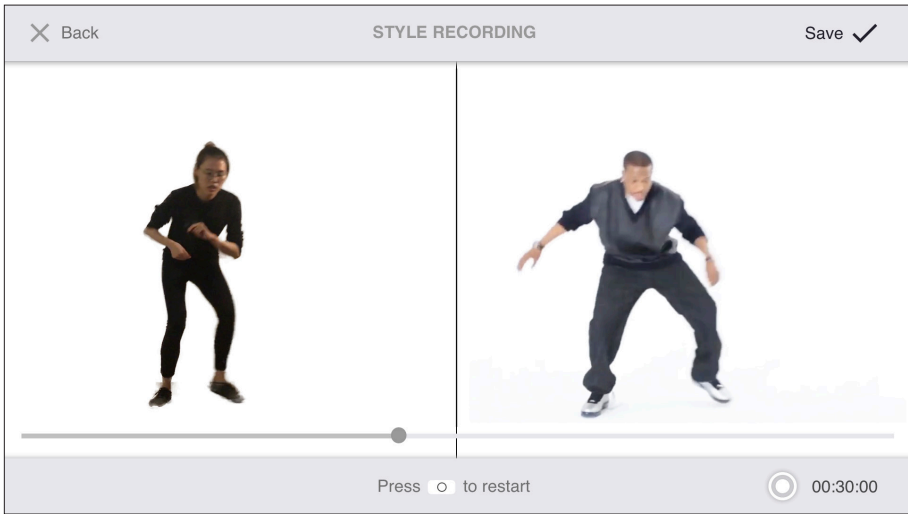 Back
STYLE RECORDING
Save
Press O to restart
00:30:00